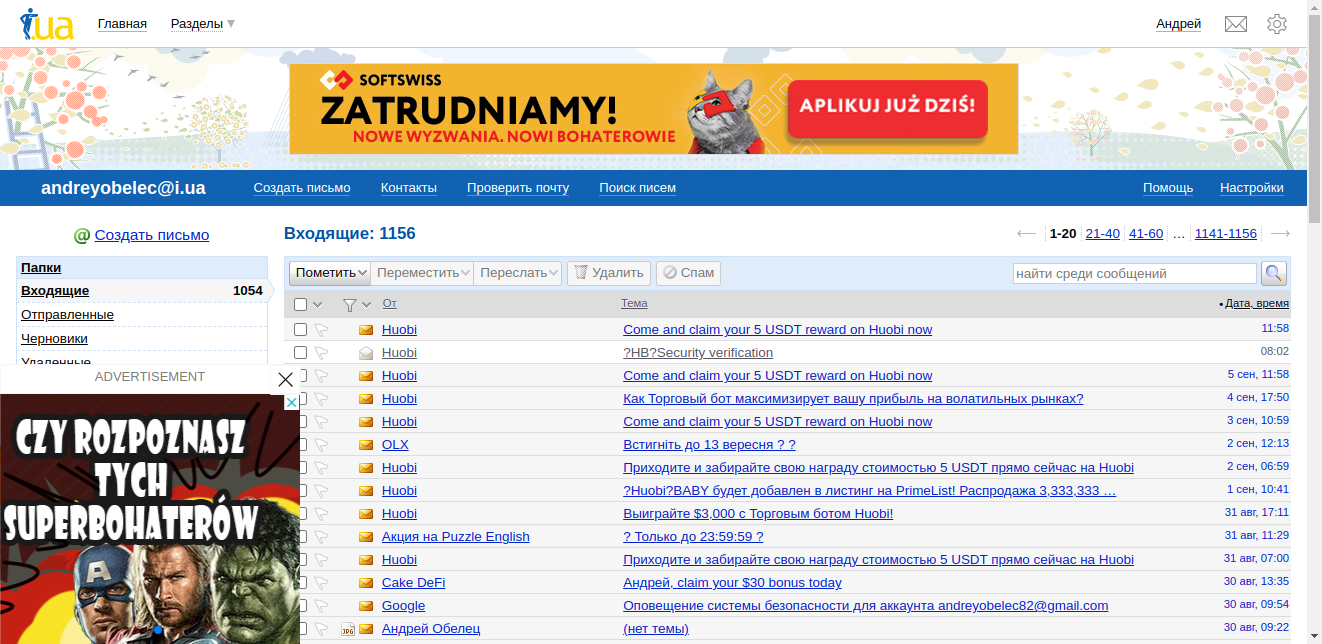 i.ua Главная Разделы Андрей
SOFTSWISS
ZATRUDNIAMY!
NOWE WYZWANIA. NOWI BOHATEROWIE
APLIKUJ JUŻ DZIŚ!
andreyobelec@i.ua Создать письмо Контакты Проверить почту Поиск писем Помощь Настройки
@ Создать письмо
Папки
Входящие 1054
Отправленные
Черновики
Удаленные
ADVERTISEMENT
CZY ROZPOZNASZ
TYCH
SUPERBOHATERÓW
Входящие: 1156 1-20 21-40 41-60 … 1141-1156
Пометить Переместить Переслать Удалить Спам найти среди сообщений
От Тема • Дата, время
Huobi Come and claim your 5 USDT reward on Huobi now 11:58
Huobi ?HB?Security verification 08:02
Huobi Come and claim your 5 USDT reward on Huobi now 5 сен, 11:58
Huobi Как Торговый бот максимизирует вашу прибыль на волатильных рынках? 4 сен, 17:50
Huobi Come and claim your 5 USDT reward on Huobi now 3 сен, 10:59
OLX Встигніть до 13 вересня ? ? 2 сен, 12:13
Huobi Приходите и забирайте свою награду стоимостью 5 USDT прямо сейчас на Huobi 2 сен, 06:59
Huobi ?Huobi?BABY будет добавлен в листинг на PrimeList! Распродажа 3,333,333 … 1 сен, 10:41
Huobi Выиграйте $3,000 с Торговым ботом Huobi! 31 авг, 17:11
Акция на Puzzle English ? Только до 23:59:59 ? 31 авг, 11:29
Huobi Приходите и забирайте свою награду стоимостью 5 USDT прямо сейчас на Huobi 31 авг, 07:00
Cake DeFi Андрей, claim your $30 bonus today 30 авг, 13:35
Google Оповещение системы безопасности для аккаунта andreyobelec82@gmail.com 30 авг, 09:54
JPG Андрей Обелец (нет темы) 30 авг, 09:22